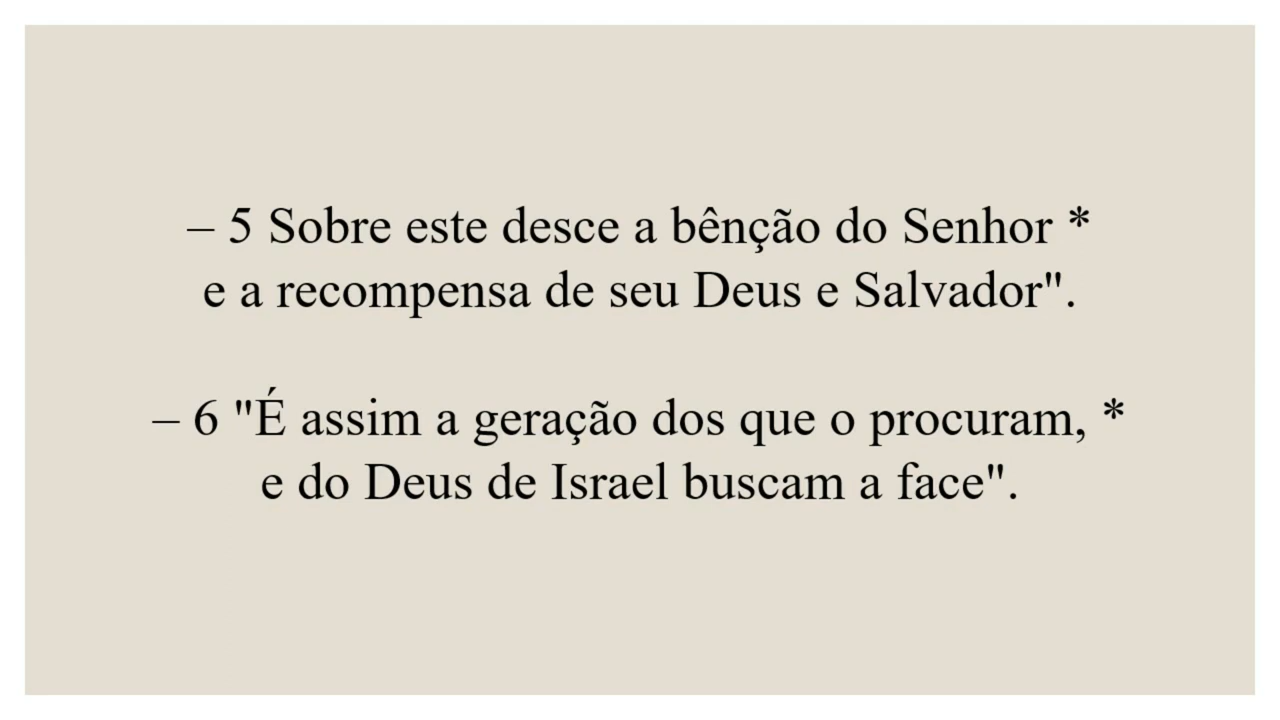 – 5 Sobre este desce a bênção do Senhor *
e a recompensa de seu Deus e Salvador".
– 6 "É assim a geração dos que o procuram, *
e do Deus de Israel buscam a face".